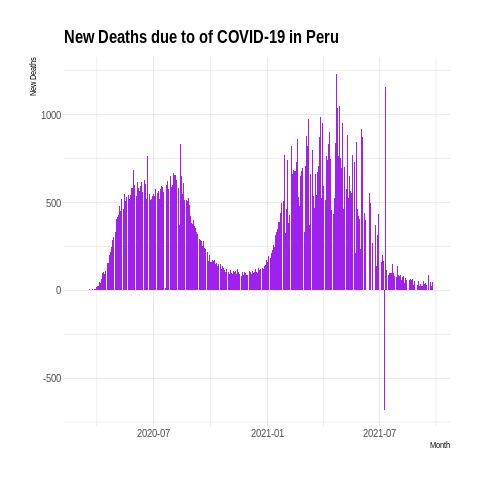 New Deaths due to of COVID-19 in Peru
New Deaths
1000
500
0
-500
2020-07
2021-01
2021-07
Month